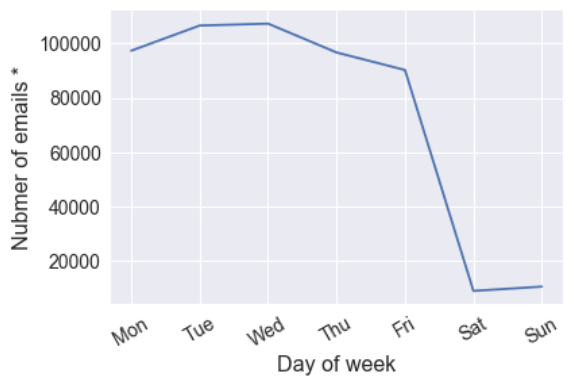 Nubmer of emails *
100000
80000
60000
40000
20000
Mon Tue Wed Thu Fri Sat Sun
Day of week